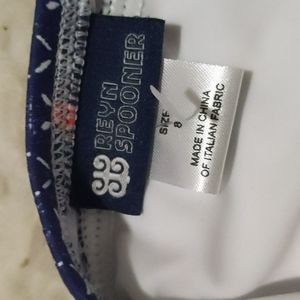 REYN
SPOONER
SIZE
8
MADE IN CHINA
OF ITALIAN FABRIC